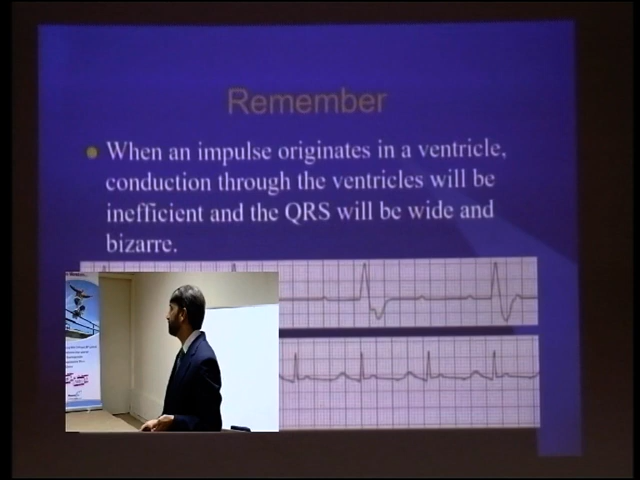 Remember
When an impulse originates in a ventricle,
conduction through the ventricles will be
inefficient and the QRS will be wide and
bizarre.